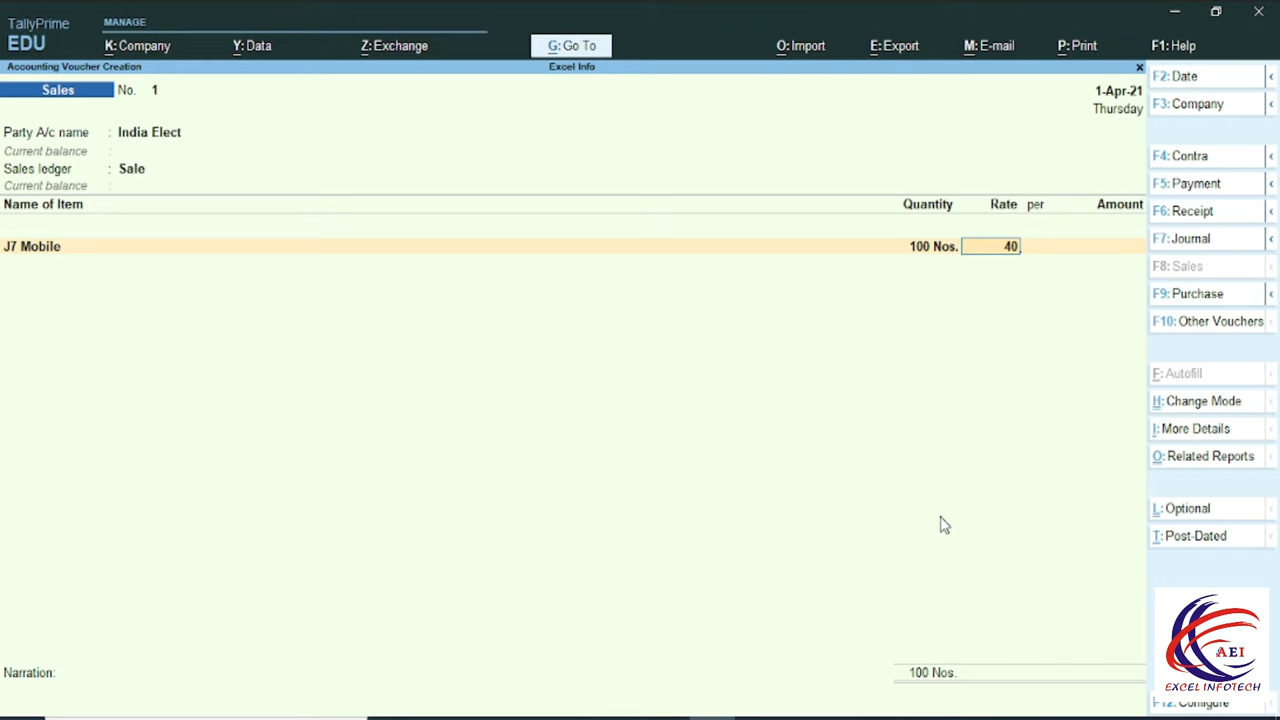 TallyPrime
EDU
MANAGE
K: Company
Y: Data
Z: Exchange
G: Go To
O: Import
E: Export
M: E-mail
P: Print
F1: Help
Accounting Voucher Creation
Excel Info
x
Sales No. 1
1-Apr-21
Thursday
Party A/c name : India Elect
Current balance :
Sales ledger : Sale
Current balance :
Name of Item Quantity Rate per Amount
J7 Mobile 100 Nos. 40
Narration: 100 Nos.
F2: Date
F3: Company
F4: Contra
F5: Payment
F6: Receipt
F7: Journal
F8: Sales
F9: Purchase
F10: Other Vouchers
F: Autofill
H: Change Mode
I: More Details
O: Related Reports
L: Optional
T: Post-Dated
AEI
EXCEL INFOTECH
F12: Configure